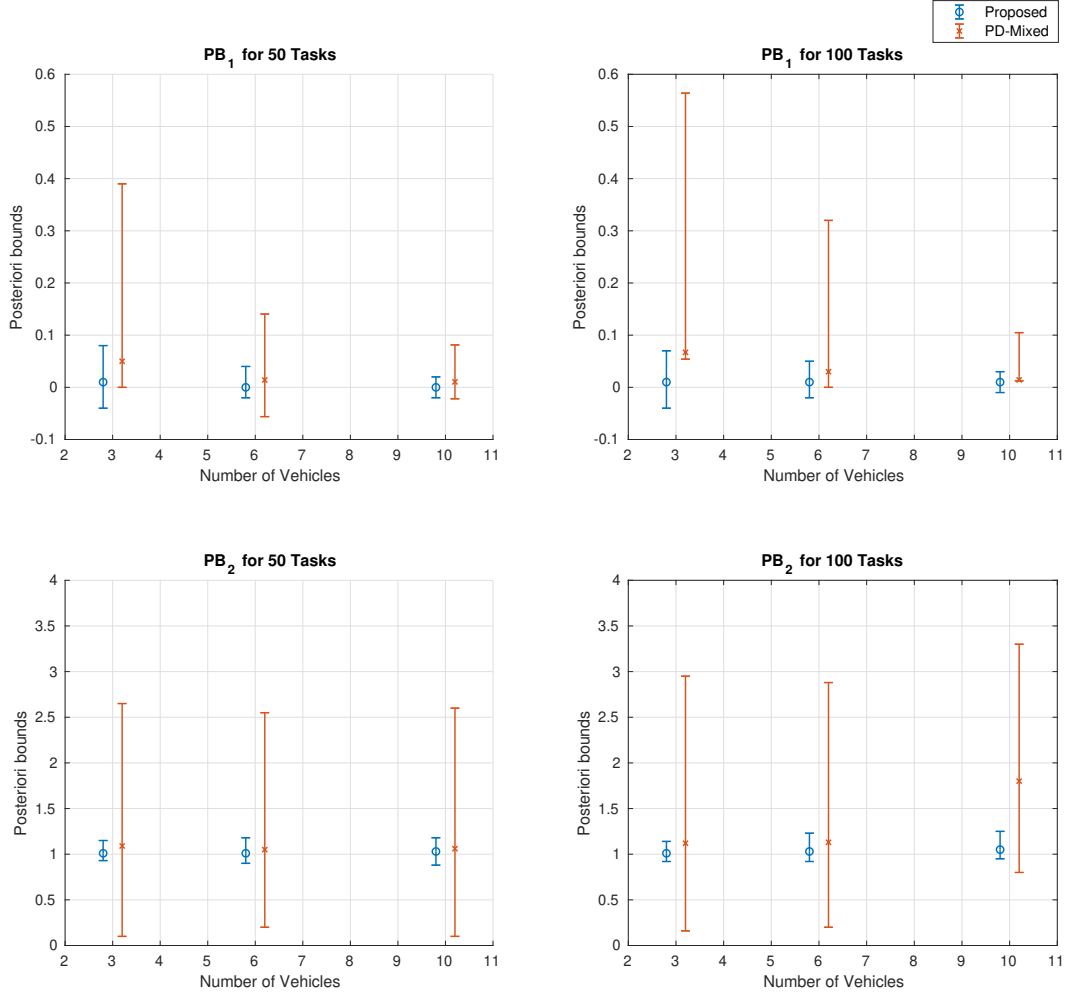 Proposed
PD-Mixed
PB1 for 50 Tasks
0.6
0.5
0.4
0.3
0.2
0.1
0
-0.1
Posteriori bounds
2 3 4 5 6 7 8 9 10 11
Number of Vehicles
PB1 for 100 Tasks
0.6
0.5
0.4
0.3
0.2
0.1
0
-0.1
Posteriori bounds
2 3 4 5 6 7 8 9 10 11
Number of Vehicles
PB2 for 50 Tasks
4
3.5
3
2.5
2
1.5
1
0.5
0
Posteriori bounds
2 3 4 5 6 7 8 9 10 11
Number of Vehicles
PB2 for 100 Tasks
4
3.5
3
2.5
2
1.5
1
0.5
0
Posteriori bounds
2 3 4 5 6 7 8 9 10 11
Number of Vehicles